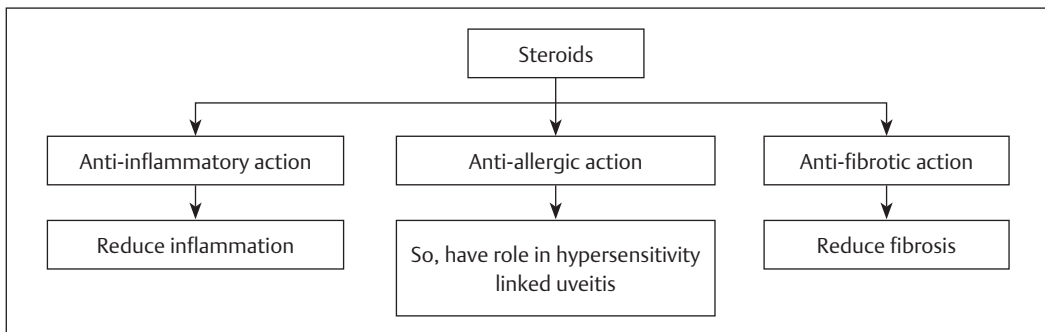 Steroids
Anti-inflammatory action
Anti-allergic action
Anti-fibrotic action
Reduce inflammation
So, have role in hypersensitivity
linked uveitis
Reduce fibrosis